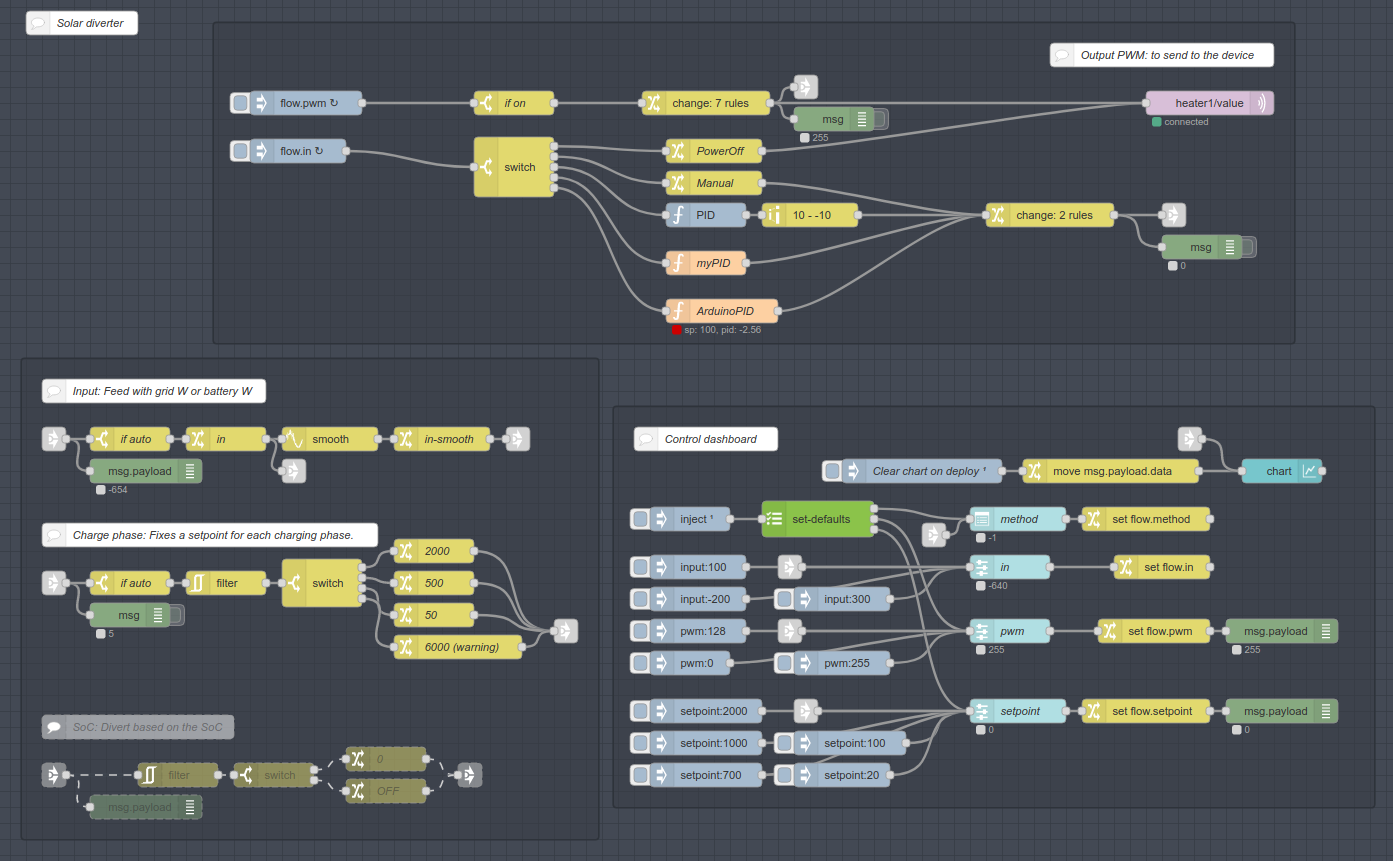 Solar diverter
Output PWM: to send to the device
flow.pwm ↻
if on
change: 7 rules
msg
255
heater1/value
connected
flow.in ↻
switch
PowerOff
Manual
PID
10 - -10
change: 2 rules
msg
0
myPID
ArduinoPID
sp: 100, pid: -2.56
Input: Feed with grid W or battery W
if auto
in
smooth
in-smooth
msg.payload
-654
Charge phase: Fixes a setpoint for each charging phase.
if auto
filter
switch
2000
500
50
6000 (warning)
msg
5
SoC: Divert based on the SoC
filter
switch
0
OFF
msg.payload
Control dashboard
Clear chart on deploy ¹
move msg.payload.data
chart
inject ¹
set-defaults
method
-1
set flow.method
input:100
in
-640
set flow.in
input:-200
input:300
pwm:128
pwm
255
set flow.pwm
msg.payload
255
pwm:0
pwm:255
setpoint:2000
setpoint
0
set flow.setpoint
msg.payload
0
setpoint:1000
setpoint:100
setpoint:700
setpoint:20